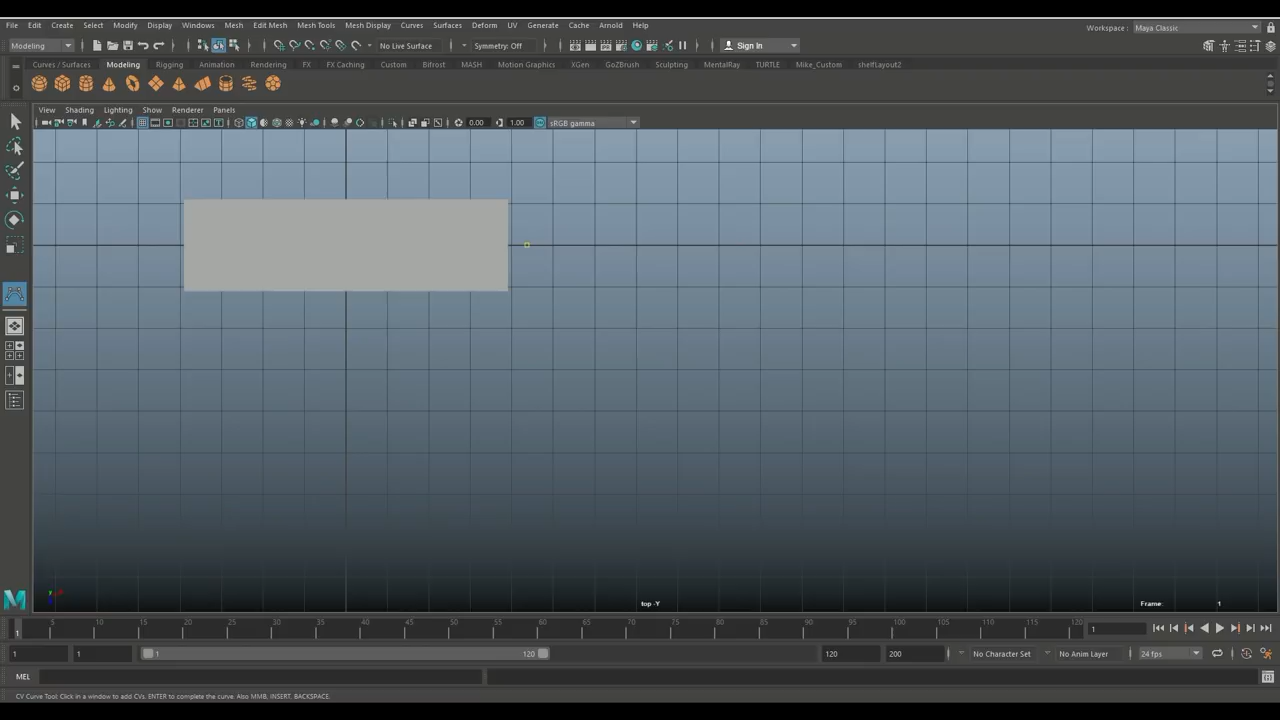 File Edit Create Select Modify Display Windows Mesh Edit Mesh Mesh Tools Mesh Display Curves Surfaces Deform UV Generate Cache Arnold Help
Workspace: Maya Classic
Modeling No Live Surface Symmetry: Off Sign In
Curves / Surfaces Modeling Rigging Animation Rendering FX FX Caching Custom Bifrost MASH Motion Graphics XGen GoZBrush Sculpting MentalRay TURTLE Mike_Custom shelfLayout2
View Shading Lighting Show Renderer Panels
0.00 1.00 sRGB gamma
top -Y Frame: 1
5 10 15 20 25 30 35 40 45 50 55 60 65 70 75 80 85 90 95 100 105 110 115 120
1 1
1 1 1 120 120 200 No Character Set No Anim Layer 24 fps
MEL
CV Curve Tool: Click in a window to add CVs. ENTER to complete the curve. Also MMB, INSERT, BACKSPACE.